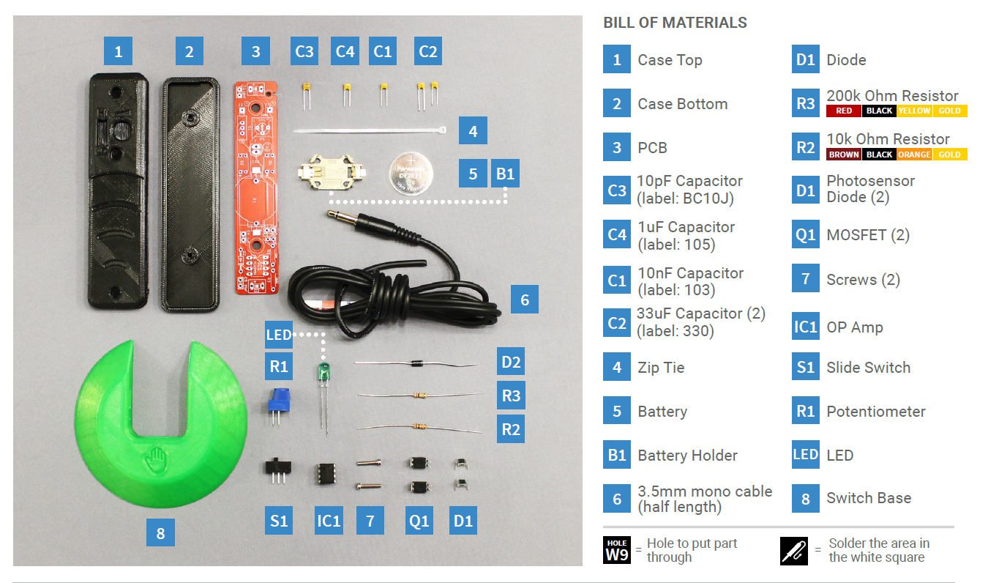 1
2
3
C3
C4
C1
C2
4
5
B1
Panasonic
6
LED
R1
D2
R3
R2
S1
IC1
7
Q1
D1
8
BILL OF MATERIALS
1 Case Top
2 Case Bottom
3 PCB
C3 10pF Capacitor
(label: BC10J)
C4 1uF Capacitor
(label: 105)
C1 10nF Capacitor
(label: 103)
C2 33uF Capacitor (2)
(label: 330)
4 Zip Tie
5 Battery
B1 Battery Holder
6 3.5mm mono cable
(half length)
D1 Diode
R3 200k Ohm Resistor
RED BLACK YELLOW GOLD
R2 10k Ohm Resistor
BROWN BLACK ORANGE GOLD
D1 Photosensor
Diode (2)
Q1 MOSFET (2)
7 Screws (2)
IC1 OP Amp
S1 Slide Switch
R1 Potentiometer
LED LED
8 Switch Base
HOLE
W9 = Hole to put part
through
= Solder the area in
the white square